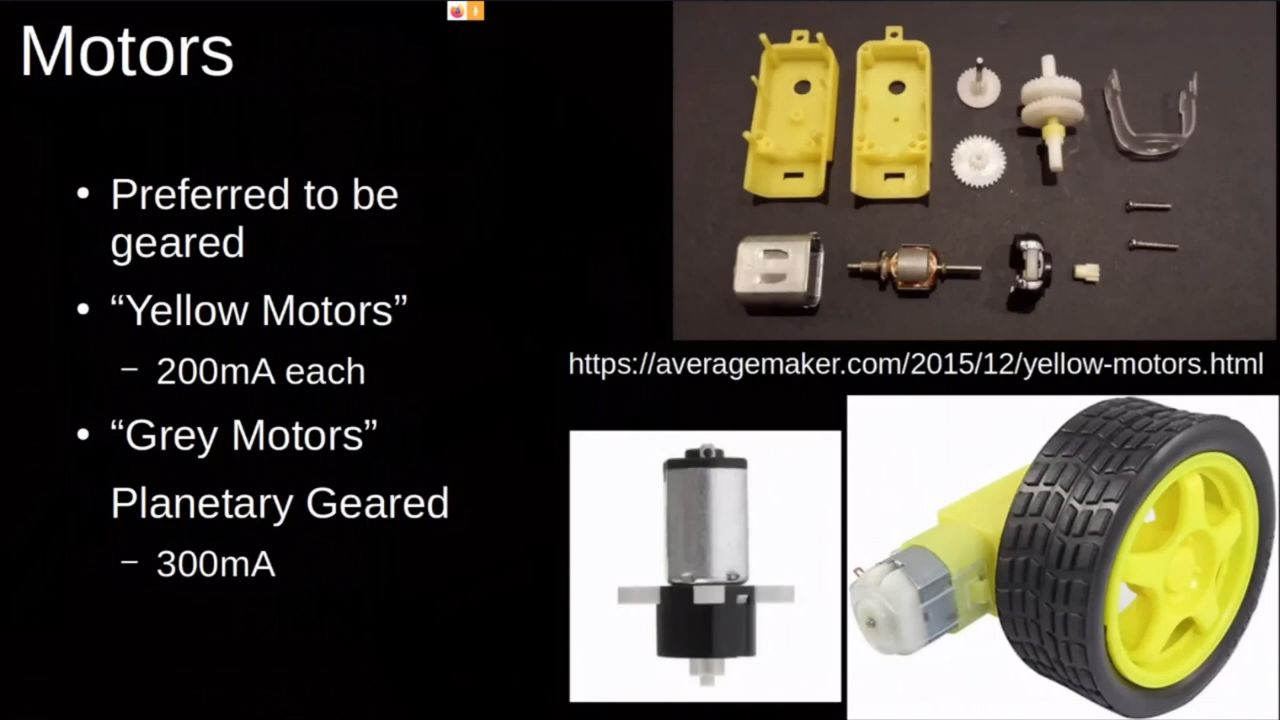 Motors
• Preferred to be
geared
• “Yellow Motors”
– 200mA each
• “Grey Motors”
Planetary Geared
– 300mA
https://averagemaker.com/2015/12/yellow-motors.html